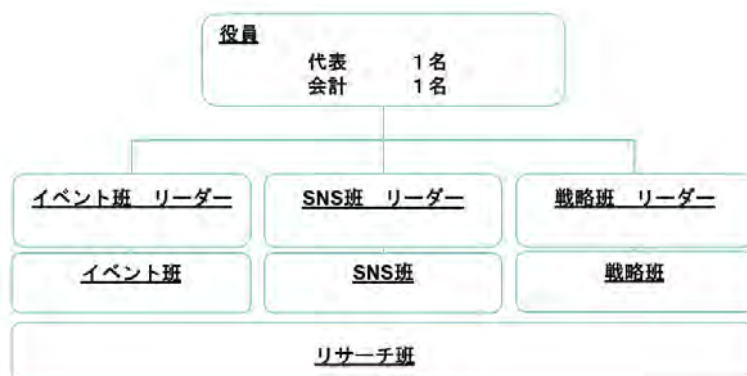 役員
代表 1名
会計 1名
イベント班 リーダー
SNS班 リーダー
戦略班 リーダー
イベント班
SNS班
戦略班
リサーチ班